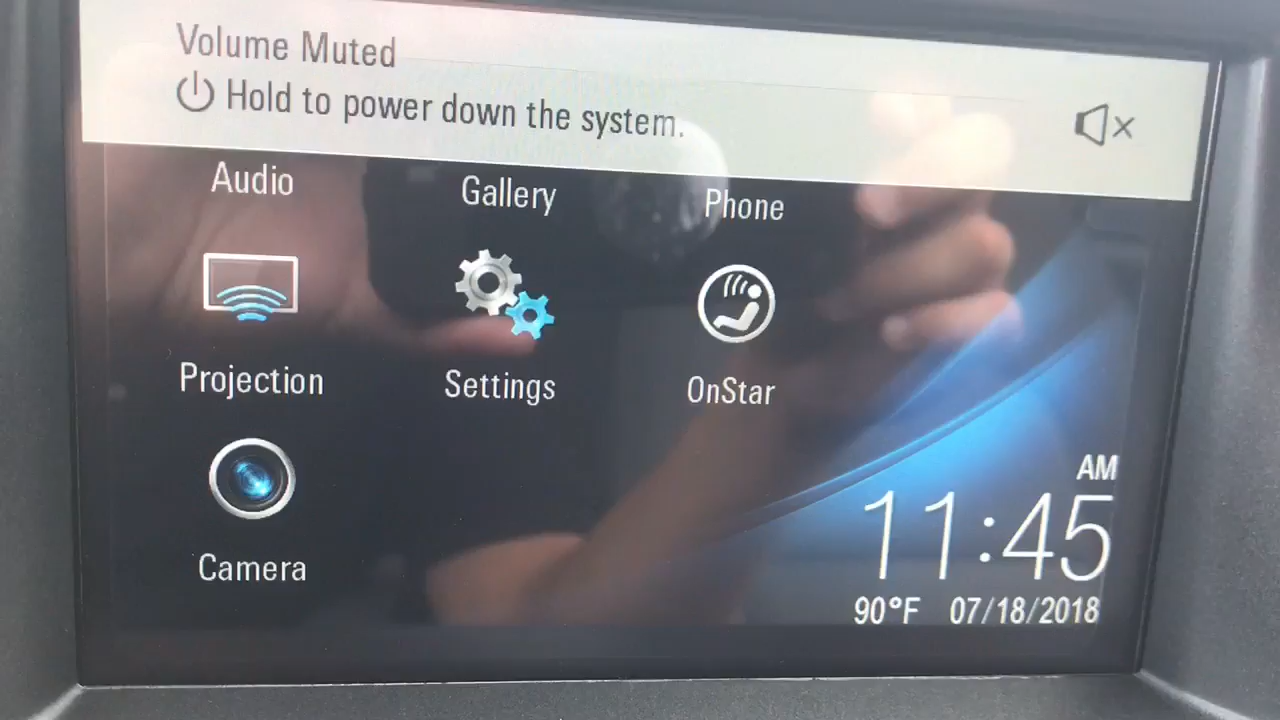 Volume Muted
Hold to power down the system.
Audio
Gallery
Phone
Projection
Settings
OnStar
Camera
AM
11:45
90°F 07/18/2018